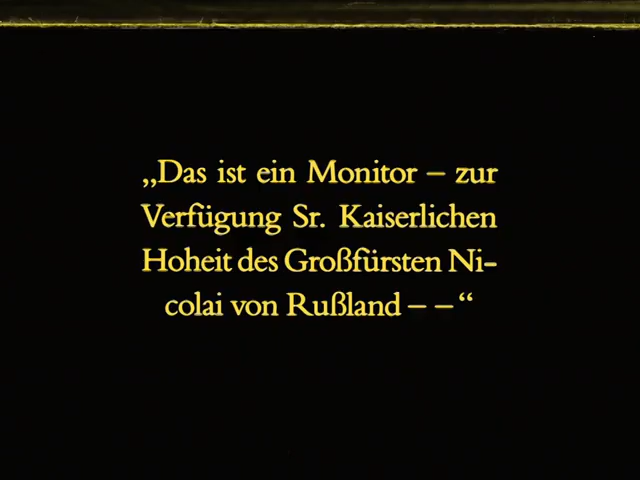 „Das ist ein Monitor – zur
Verfügung Sr. Kaiserlichen
Hoheit des Großfürsten Ni-
colai von Rußland – – “